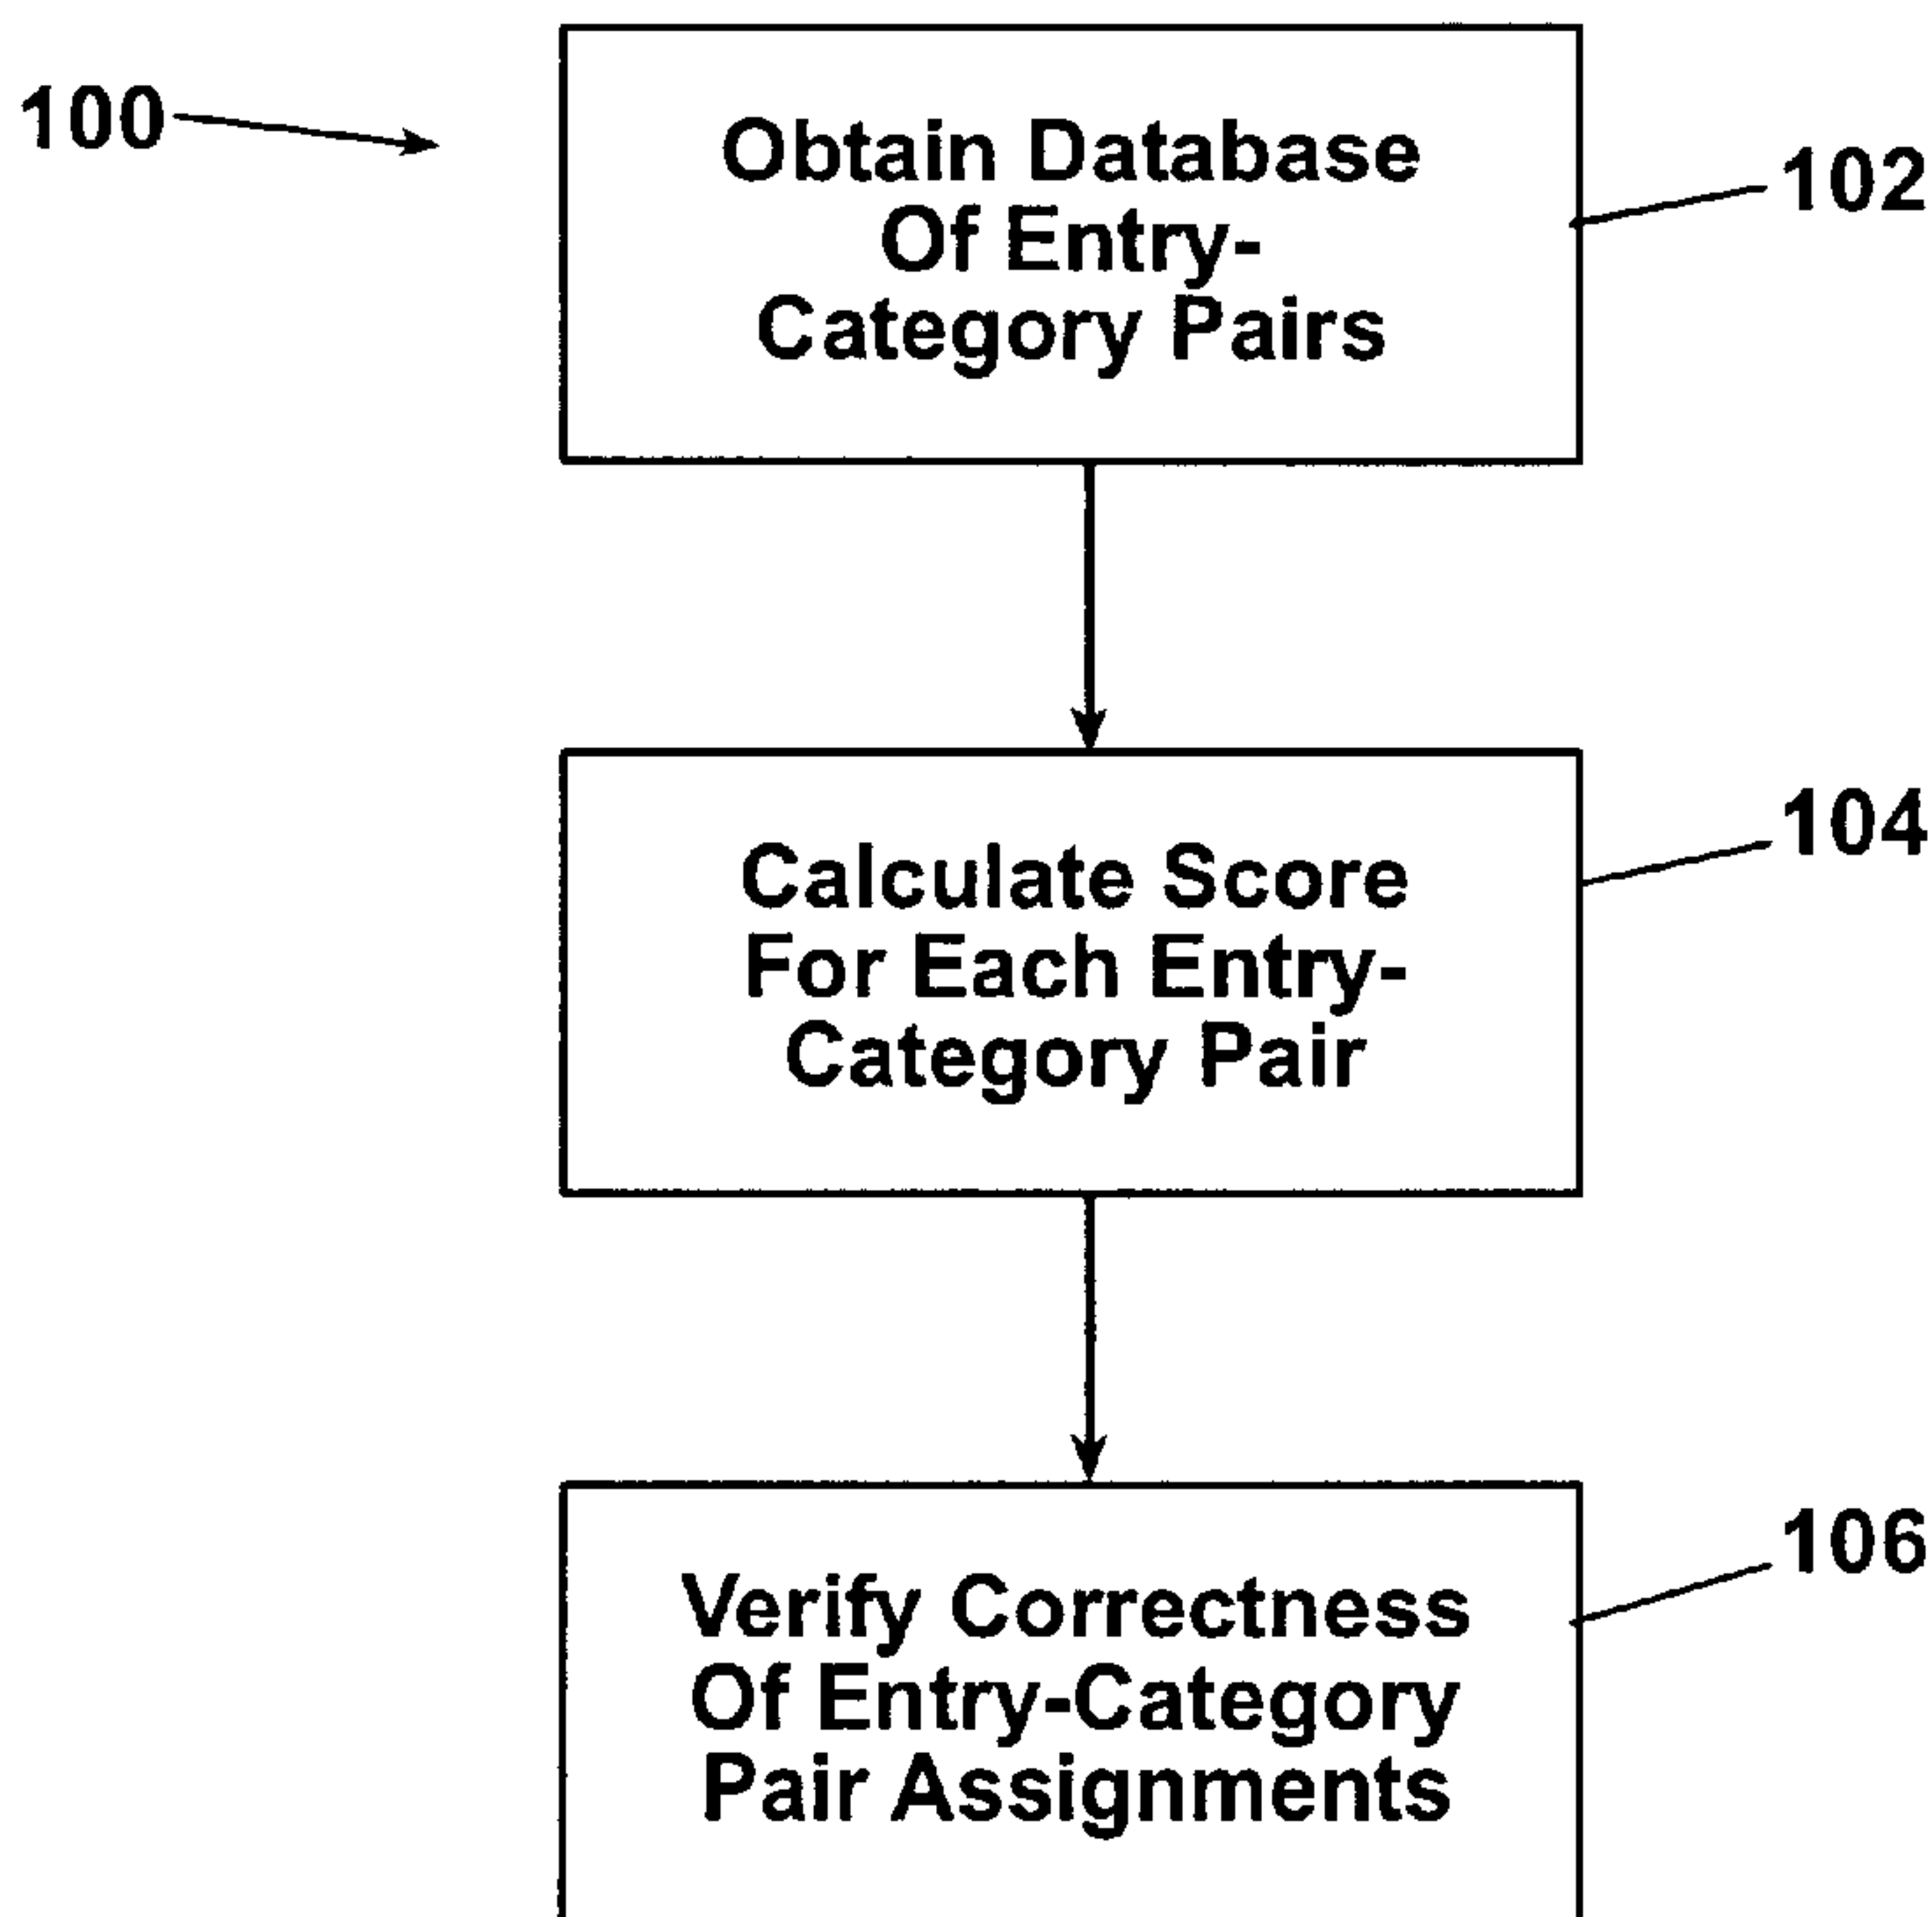 100
Obtain Database
Of Entry-
Category Pairs
102
Calculate Score
For Each Entry-
Category Pair
104
Verify Correctness
Of Entry-Category
Pair Assignments
106